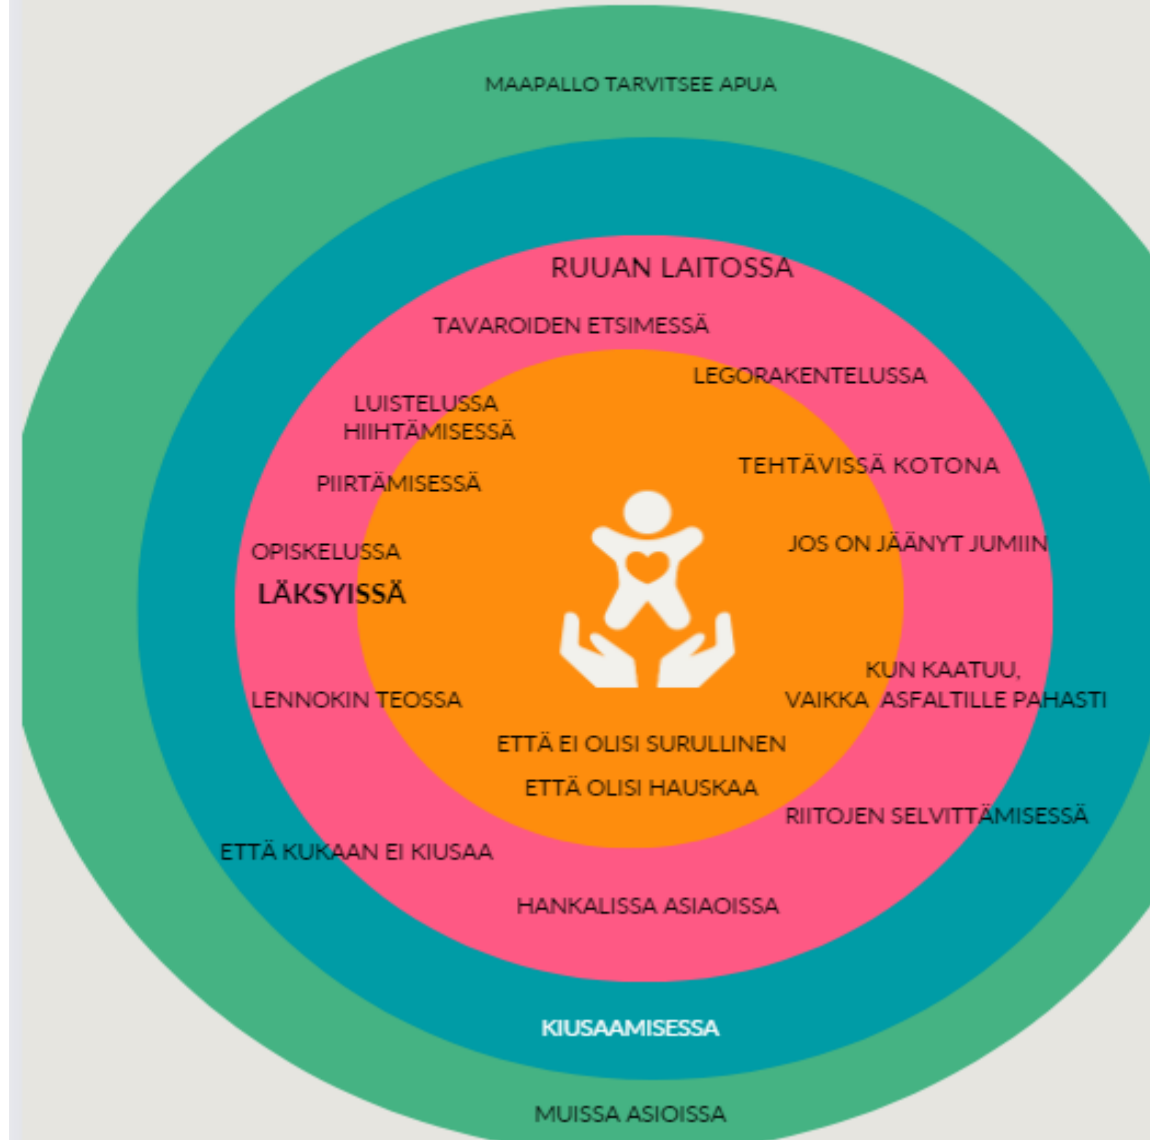 MAAPALLO TARVITSEE APUA
RUUAN LAITOSSA
TAVAROIDEN ETSIMESSÄ
LEGORAKENTELUSSA
LUISTELUSSA
HIIHTÄMISESSÄ
TEHTÄVISSÄ KOTONA
PIIRTÄMISESSÄ
JOS ON JÄÄNYT JUMIIN
OPISKELUSSA
LÄKSYISSÄ
KUN KAATUU,
VAIKKA ASFALTILLE PAHASTI
LENNOKIN TEOSSA
ETTÄ EI OLISI SURULLINEN
ETTÄ OLISI HAUSKAA
RIITOJEN SELVITTÄMISESSÄ
ETTÄ KUKAAN EI KIUSAA
HANKALISSA ASIAOISSA
KIUSAAMISESSA
MUISSA ASIOISSA